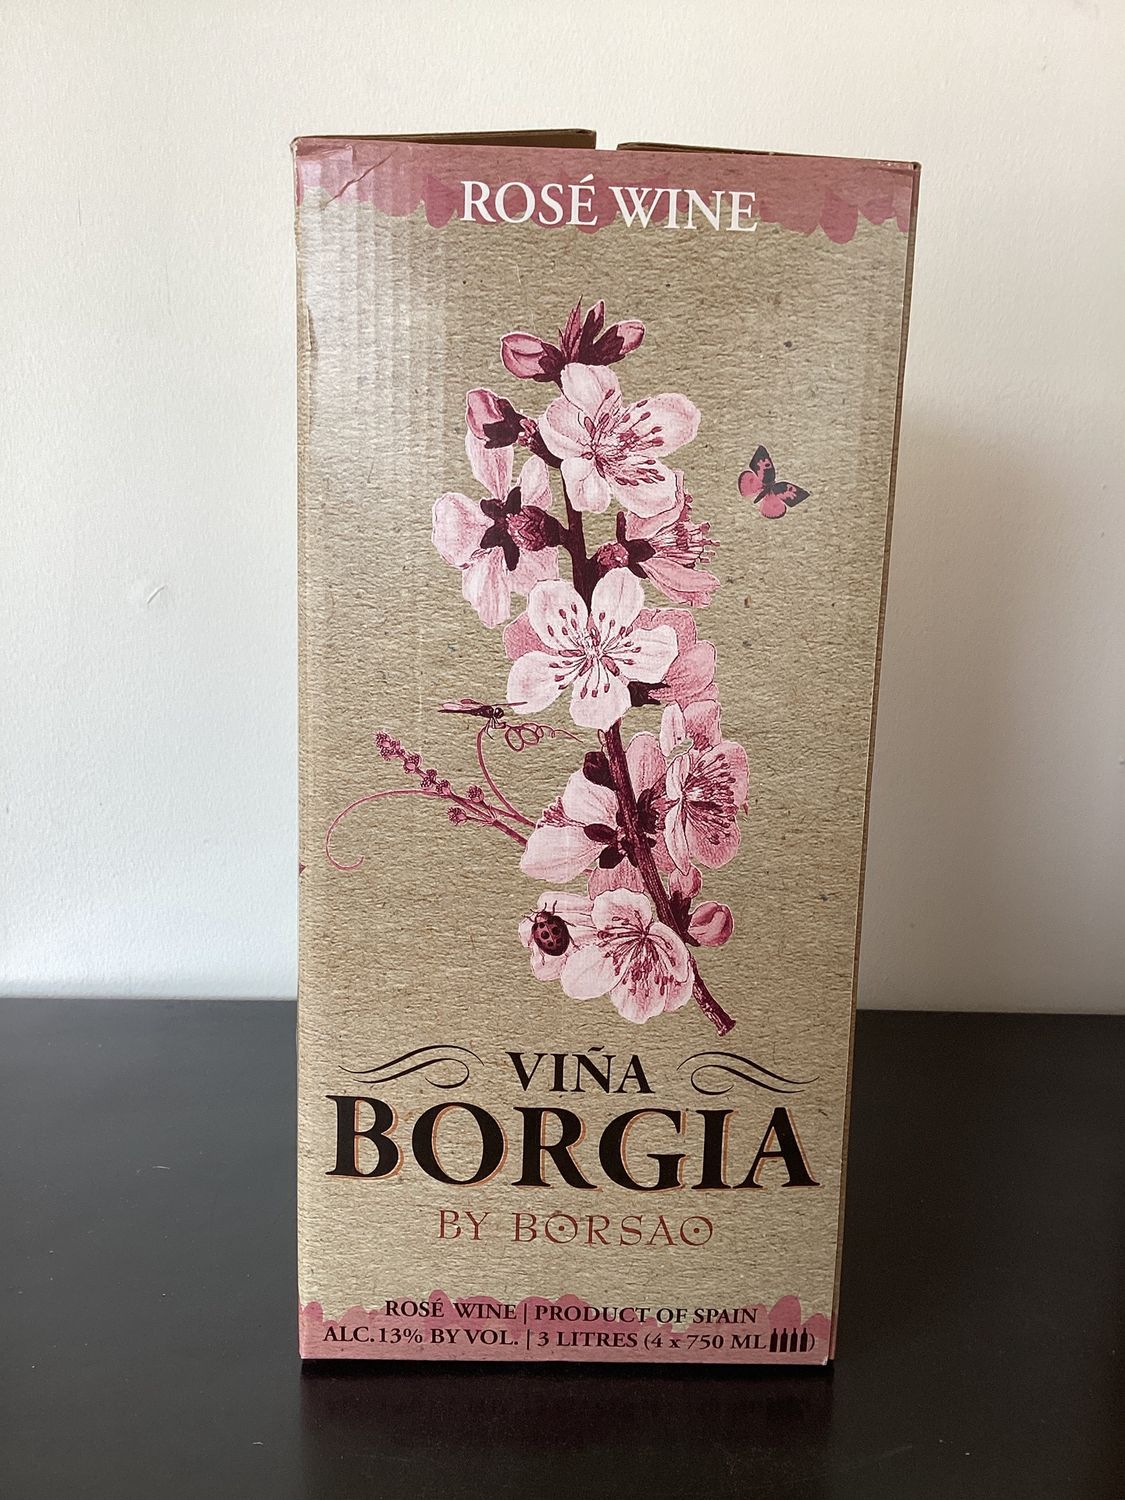 ROSÉ WINE
VIÑA
BORGIA
BY BORSAO
ROSÉ WINE | PRODUCT OF SPAIN
ALC.13% BY VOL. | 3 LITRES (4 x 750 ML)